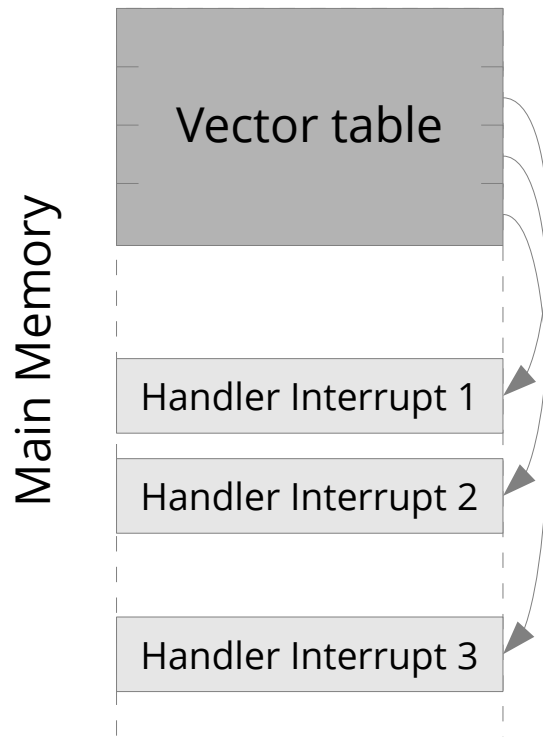 Main Memory
Vector table
Handler Interrupt 1
Handler Interrupt 2
Handler Interrupt 3